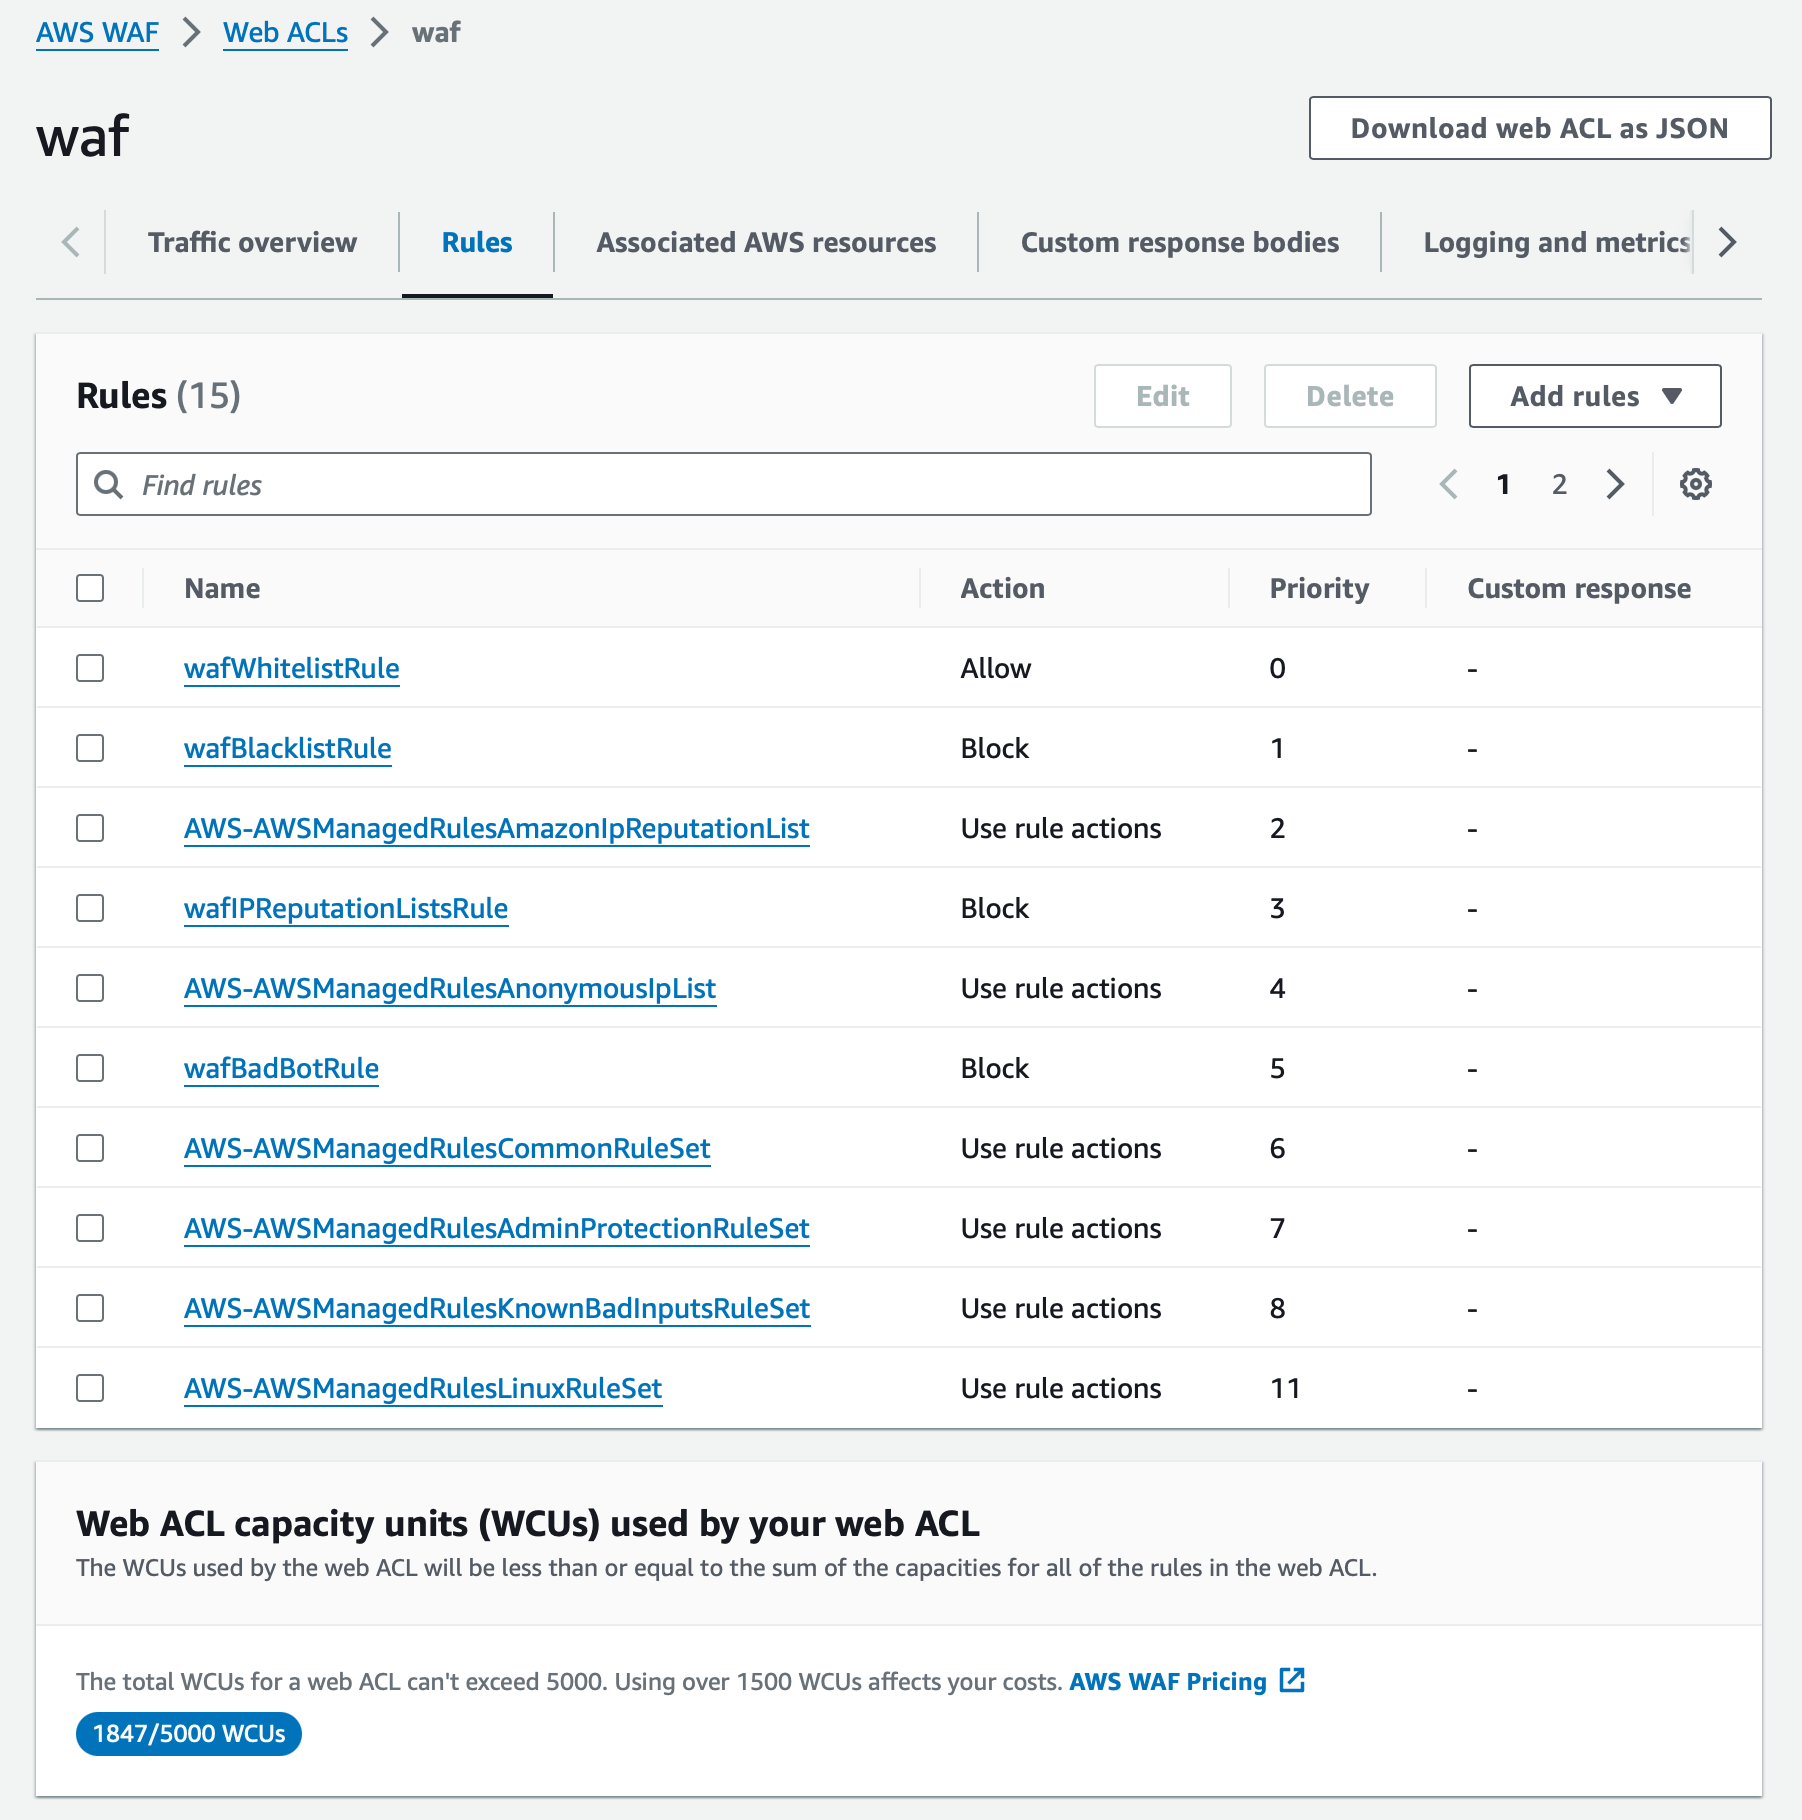 AWS WAF > Web ACLs > waf
waf
Download web ACL as JSON
Traffic overview Rules Associated AWS resources Custom response bodies Logging and metrics
Rules (15) Edit Delete Add rules
Find rules 1 2
Name Action Priority Custom response
wafWhitelistRule Allow 0 -
wafBlacklistRule Block 1 -
AWS-AWSManagedRulesAmazonIpReputationList Use rule actions 2 -
wafIPReputationListsRule Block 3 -
AWS-AWSManagedRulesAnonymousIpList Use rule actions 4 -
wafBadBotRule Block 5 -
AWS-AWSManagedRulesCommonRuleSet Use rule actions 6 -
AWS-AWSManagedRulesAdminProtectionRuleSet Use rule actions 7 -
AWS-AWSManagedRulesKnownBadInputsRuleSet Use rule actions 8 -
AWS-AWSManagedRulesLinuxRuleSet Use rule actions 11 -
Web ACL capacity units (WCUs) used by your web ACL
The WCUs used by the web ACL will be less than or equal to the sum of the capacities for all of the rules in the web ACL.
The total WCUs for a web ACL can't exceed 5000. Using over 1500 WCUs affects your costs. AWS WAF Pricing
1847/5000 WCUs